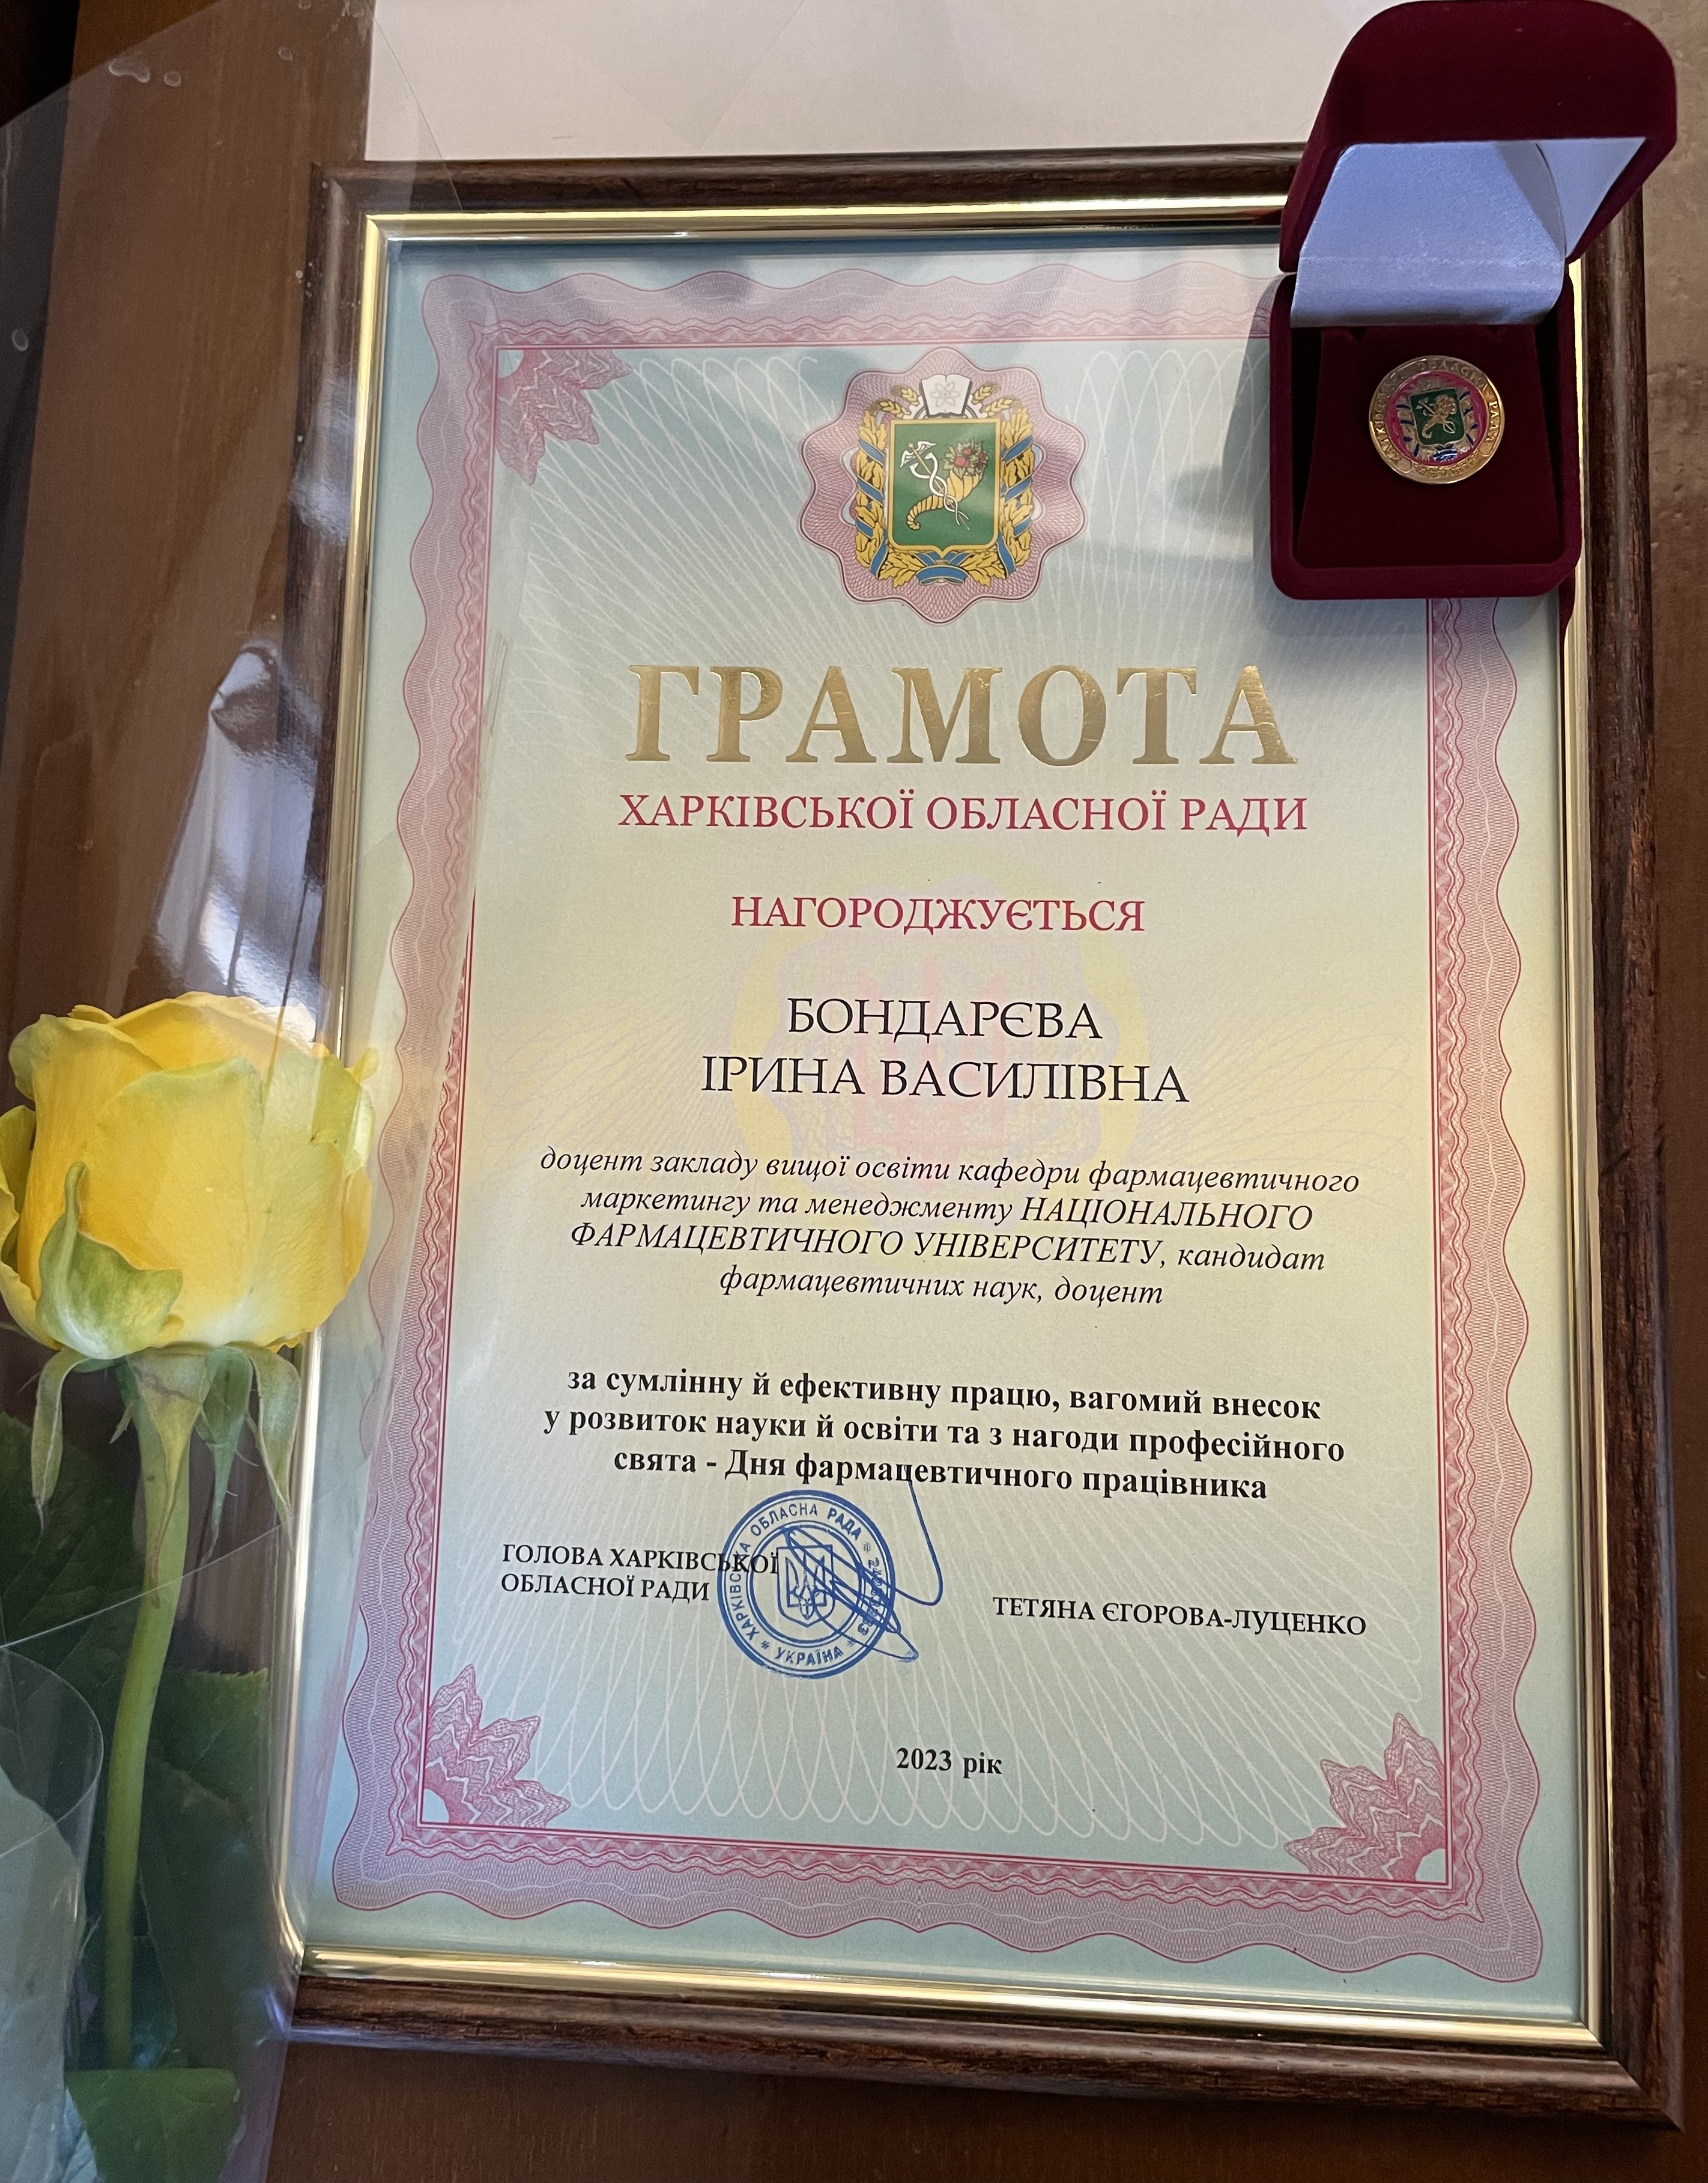 ГРАМОТА
ХАРКІВСЬКОЇ ОБЛАСНОЇ РАДИ
НАГОРОДЖУЄТЬСЯ
БОНДАРЄВА
ІРИНА ВАСИЛІВНА
доцент закладу вищої освіти кафедри фармацевтичного
маркетингу та менеджменту НАЦІОНАЛЬНОГО
ФАРМАЦЕВТИЧНОГО УНІВЕРСИТЕТУ, кандидат
фармацевтичних наук, доцент
за сумлінну й ефективну працю, вагомий внесок
у розвиток науки й освіти та з нагоди професійного
свята - Дня фармацевтичного працівника
ГОЛОВА ХАРКІВСЬКОЇ
ОБЛАСНОЇ РАДИ
ХАРКІВСЬКА ОБЛАСНА РАДА
УКРАЇНА
ТЕТЯНА ЄГОРОВА-ЛУЦЕНКО
2023 рік